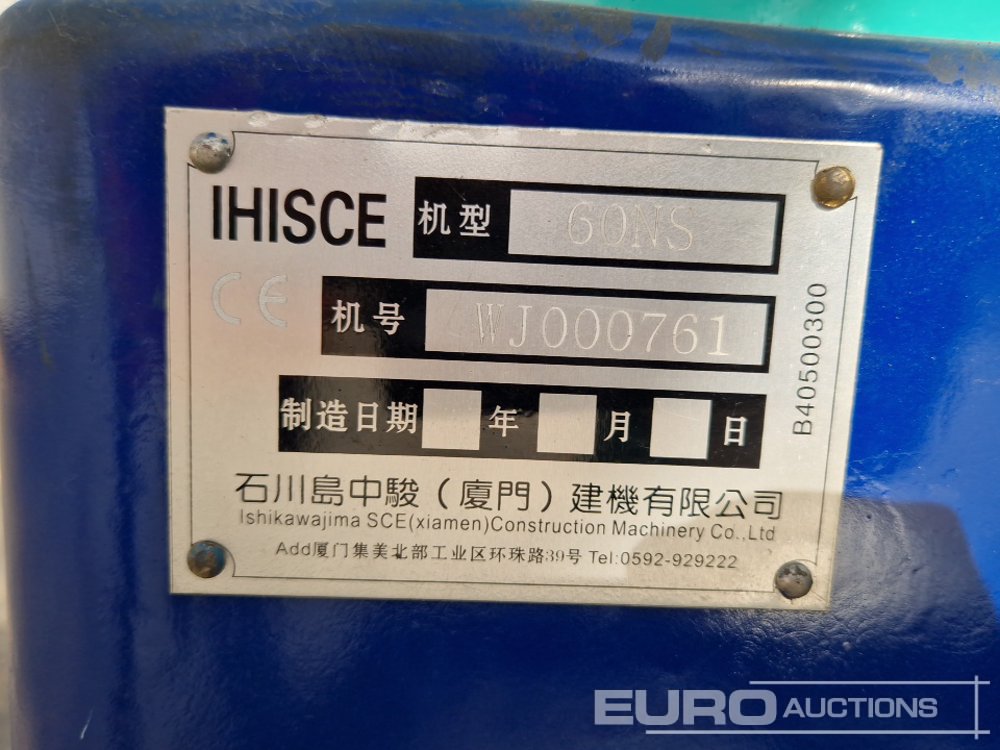 IHISCE 机型 60NS
CE 机号 WJ000761
制造日期 年 月 日
B40500300
石川島中駿（廈門）建機有限公司
Ishikawajima SCE(xiamen)Construction Machinery Co.,Ltd
Add厦门集美北部工业区环珠路39号 Tel:0592-929222
EURO AUCTIONS